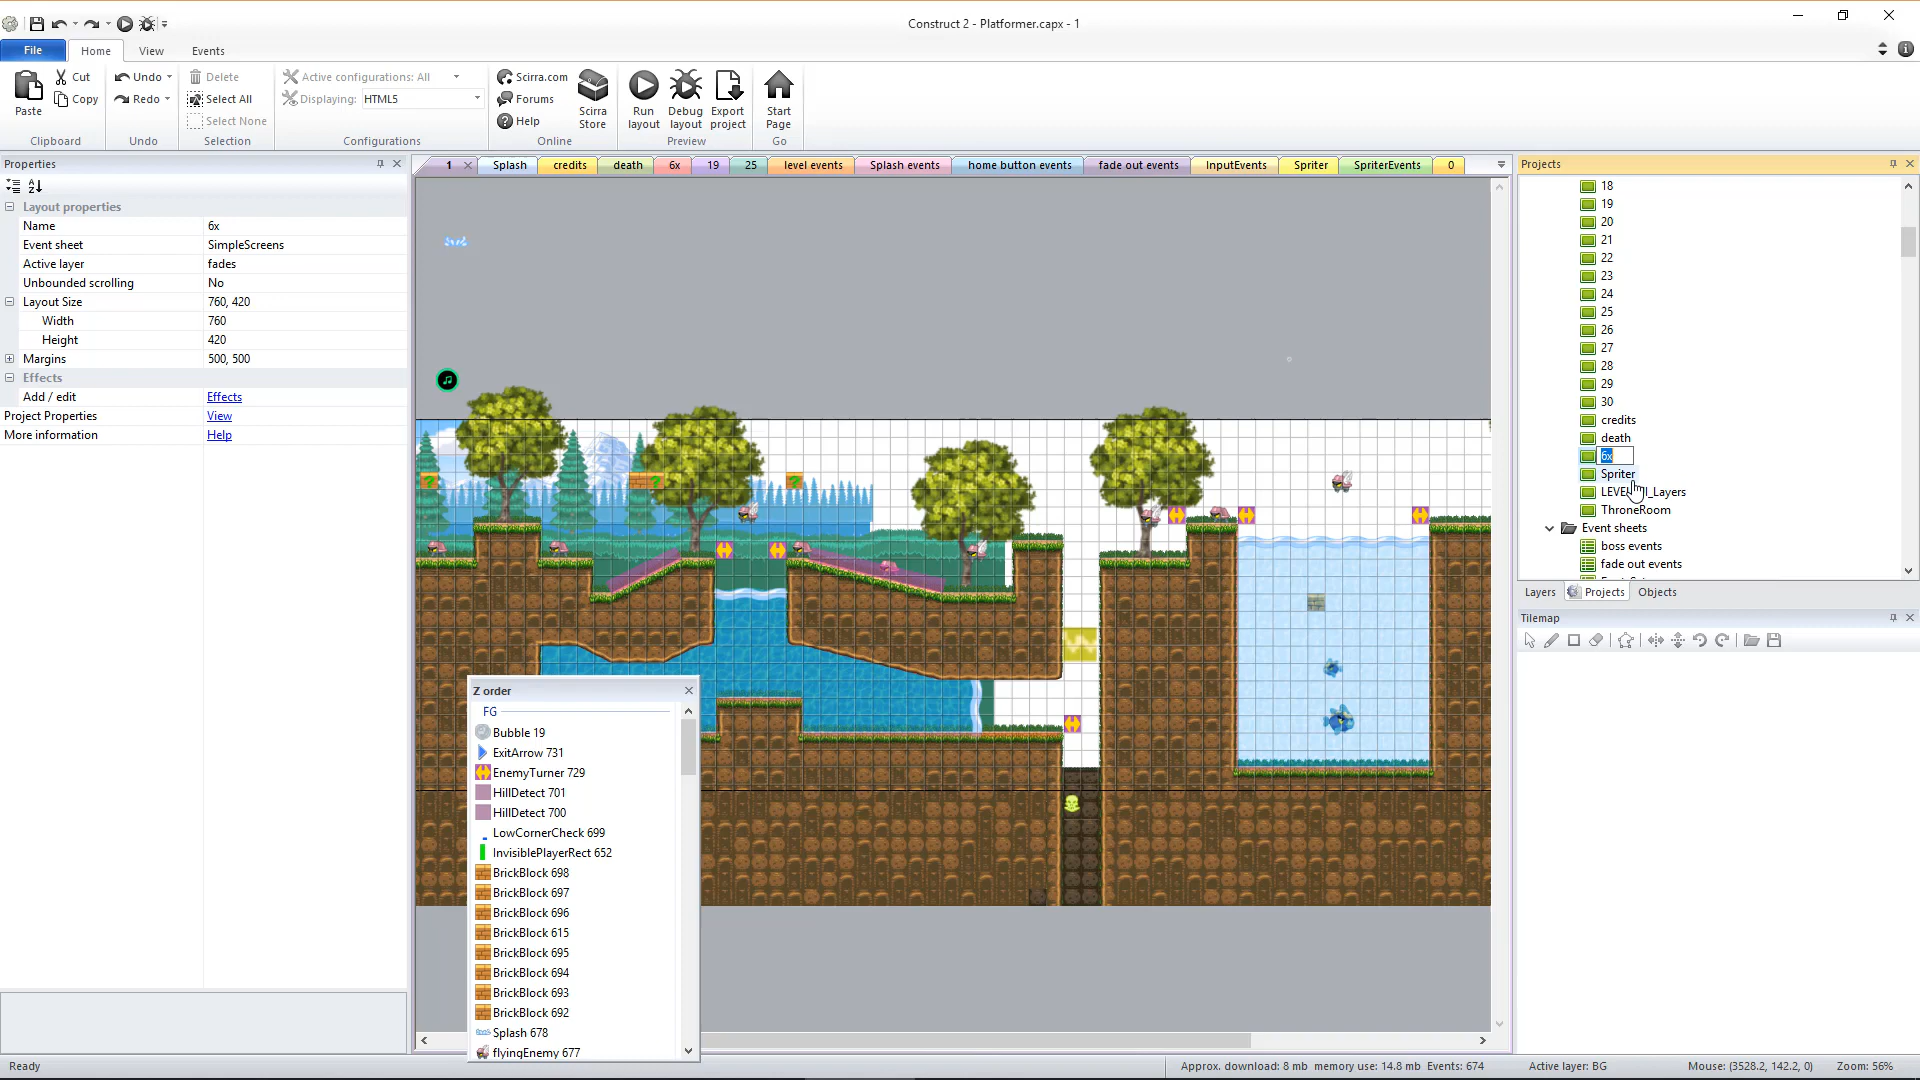 Construct 2 - Platformer.capx - 1
File
Home
View
Events
Paste
Cut
Copy
Clipboard
Undo
Redo
Undo
Delete
Select All
Select None
Selection
Active configurations: All
Displaying: HTML5
Configurations
Scirra.com
Forums
Help
Scirra Store
Online
Run layout
Debug layout
Export project
Preview
Start Page
Go
Properties
Layout properties
Name 6x
Event sheet SimpleScreens
Active layer fades
Unbounded scrolling No
Layout Size 760, 420
Width 760
Height 420
Margins 500, 500
Effects
Add / edit Effects
Project Properties View
More information Help
1 Splash credits death 6x 19 25 level events Splash events home button events fade out events InputEvents Spriter SpriterEvents 0
Z order
FG
Bubble 19
ExitArrow 731
EnemyTurner 729
HillDetect 701
HillDetect 700
LowCornerCheck 699
InvisiblePlayerRect 652
BrickBlock 698
BrickBlock 697
BrickBlock 696
BrickBlock 615
BrickBlock 695
BrickBlock 694
BrickBlock 693
BrickBlock 692
Splash 678
flyingEnemy 677
Projects
18
19
20
21
22
23
24
25
26
27
28
29
30
credits
death
6x
Spriter
ThroneRoom
Event sheets
boss events
fade out events
Layers Projects Objects
Tilemap
Ready
Approx. download: 8 mb memory use: 14.8 mb Events: 674
Active layer: BG
Mouse: (3528.2, 142.2, 0)
Zoom: 56%